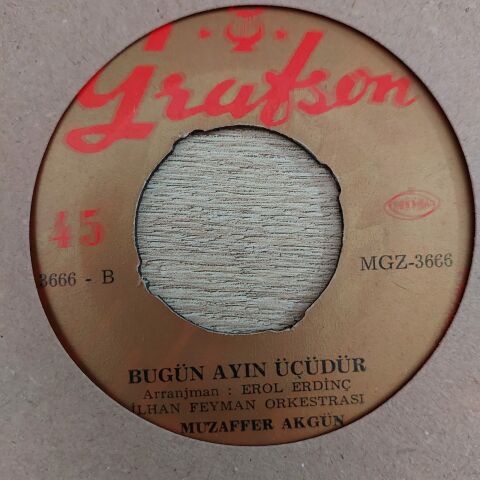 Grafson
45
3666 - B
MGZ-3666
BUGÜN AYIN ÜÇÜDÜR
Arranjman : EROL ERDİNÇ
İLHAN FEYMAN ORKESTRASI
MUZAFFER AKGÜN